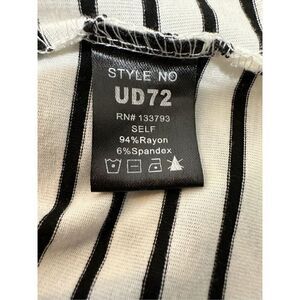 STYLE NO
UD72
RN# 133793
SELF
94%Rayon
6%Spandex